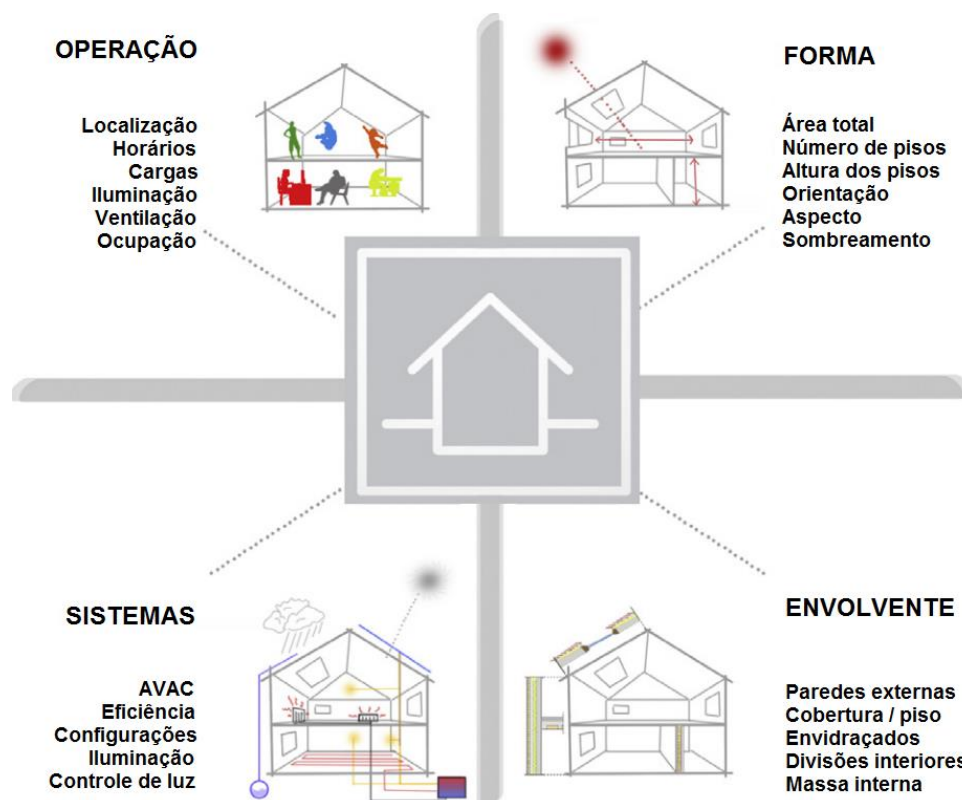 OPERAÇÃO
Localização
Horários
Cargas
Iluminação
Ventilação
Ocupação
FORMA
Área total
Número de pisos
Altura dos pisos
Orientação
Aspecto
Sombreamento
SISTEMAS
AVAC
Eficiência
Configurações
Iluminação
Controle de luz
ENVOLVENTE
Paredes externas
Cobertura / piso
Envidraçados
Divisões interiores
Massa interna